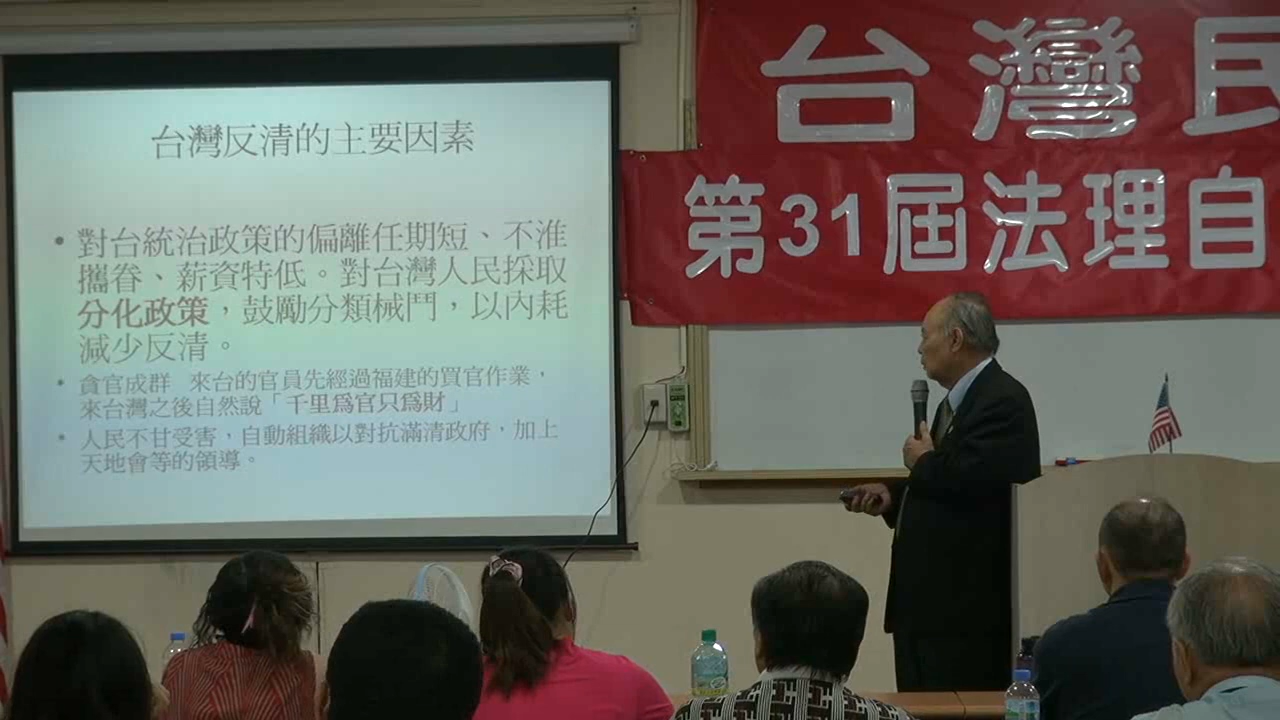 台灣反清的主要因素
• 對台統治政策的偏離任期短、不准
攜眷、薪資特低。對台灣人民採取
分化政策，鼓勵分類械鬥，以內耗
減少反清。
• 貪官成群 來台的官員先經過福建的買官作業，
來台灣之後自然說「千里為官只為財」
• 人民不甘受害，自動組織以對抗滿清政府，加上
天地會等的領導。
台灣民
第31屆法理自